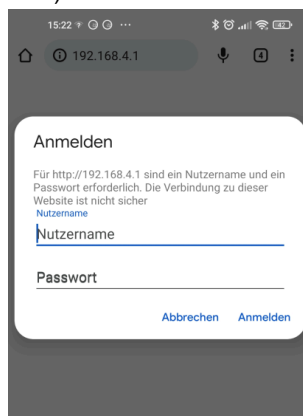 15:22
192.168.4.1
4
Anmelden
Für http://192.168.4.1 sind ein Nutzername und ein
Passwort erforderlich. Die Verbindung zu dieser
Website ist nicht sicher
Nutzername
Nutzername
Passwort
Abbrechen Anmelden